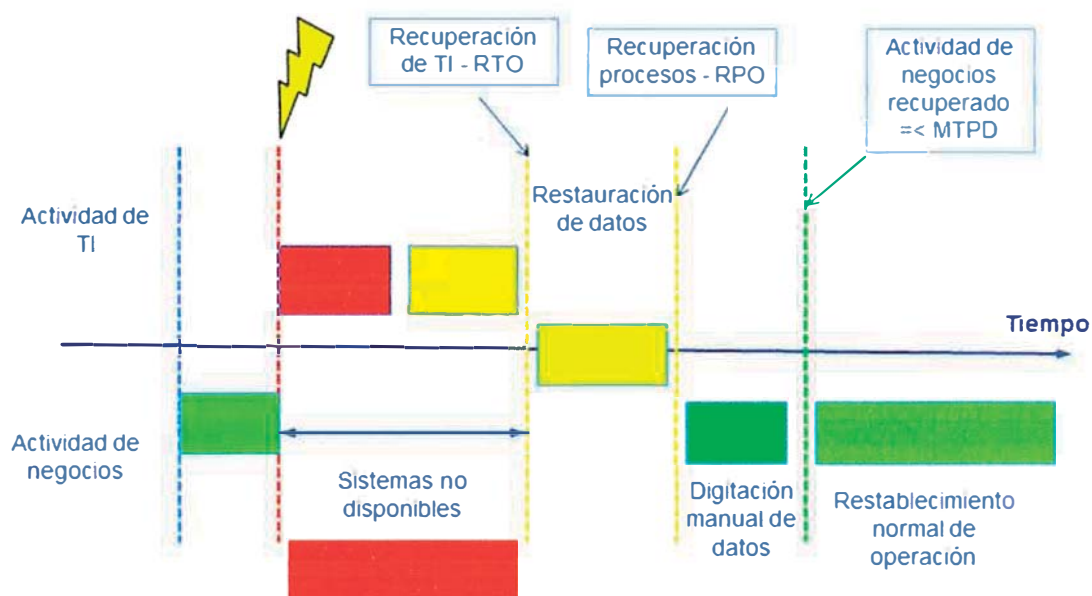 Recuperación
de TI - RTO
Recuperación
procesos - RPO
Actividad de
negocios
recuperado
=< MTPD
Actividad de
TI
Restauración
de datos
Tiempo
Actividad de
negocios
Sistemas no
disponibles
Digitación
manual de
datos
Restablecimiento
normal de
operación